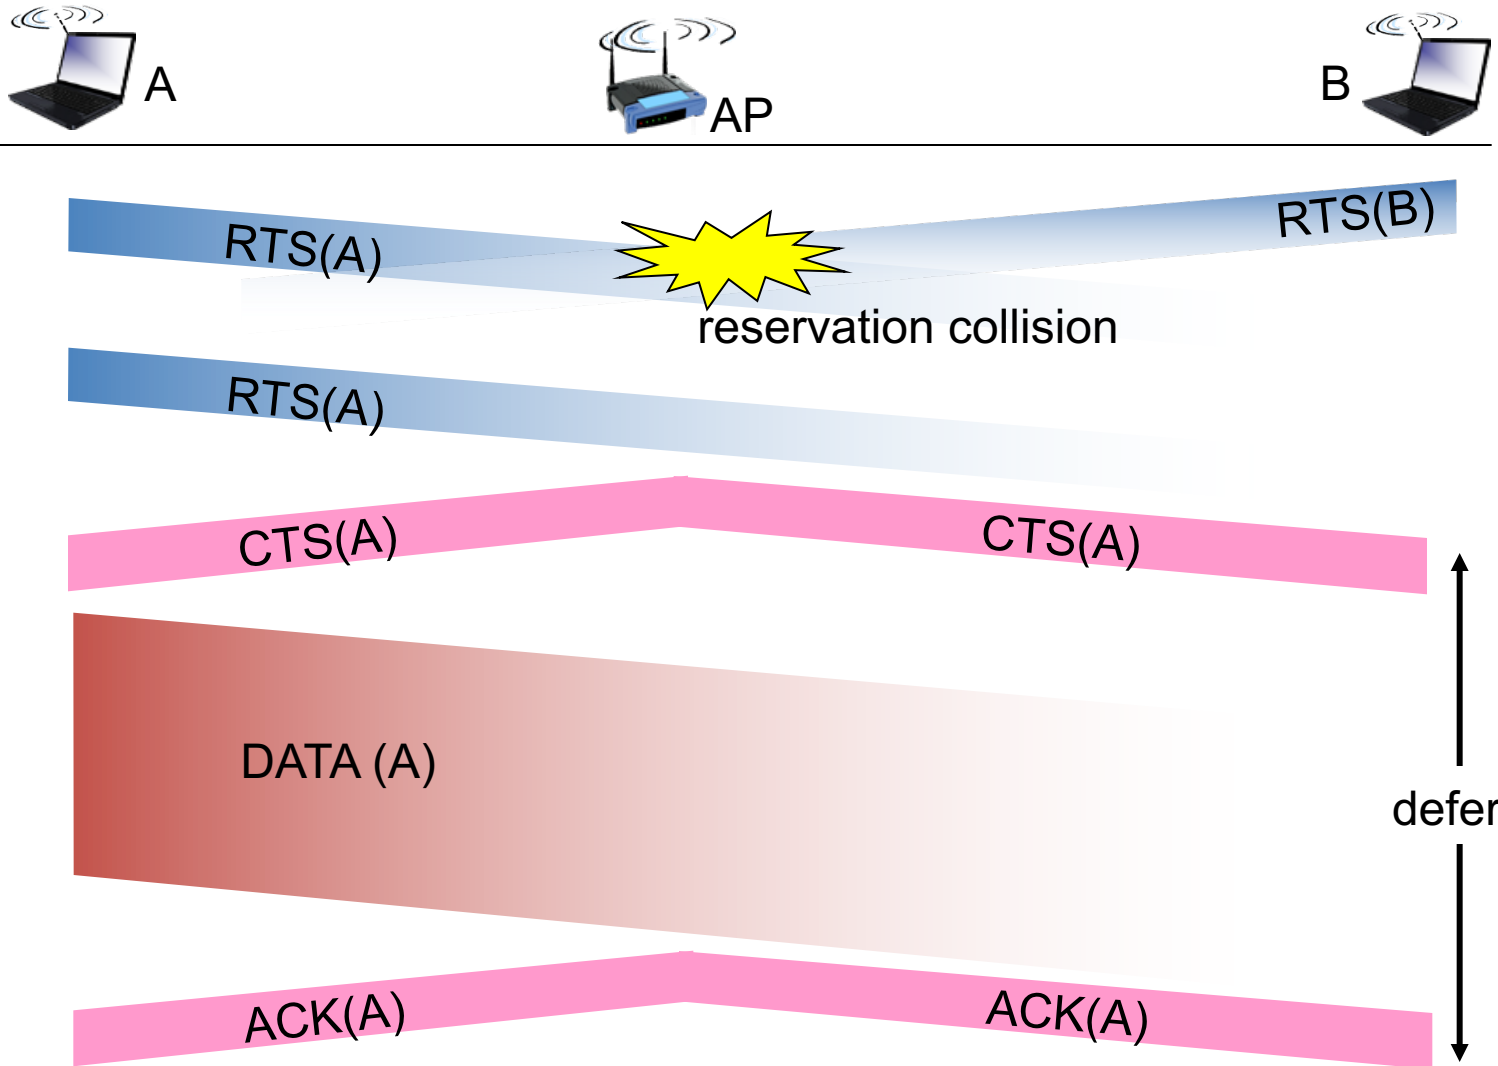 A
AP
B
RTS(A)
RTS(B)
reservation collision
RTS(A)
CTS(A)
CTS(A)
DATA (A)
defer
ACK(A)
ACK(A)